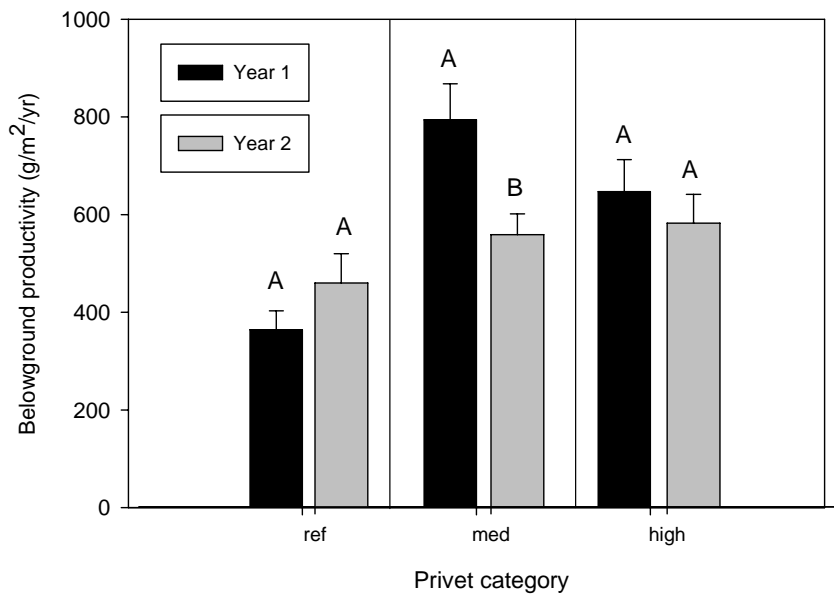 1000
800
600
400
200
0
Belowground productivity (g/m²/yr)
Year 1
Year 2
A
A
A
B
A
A
ref
med
high
Privet category